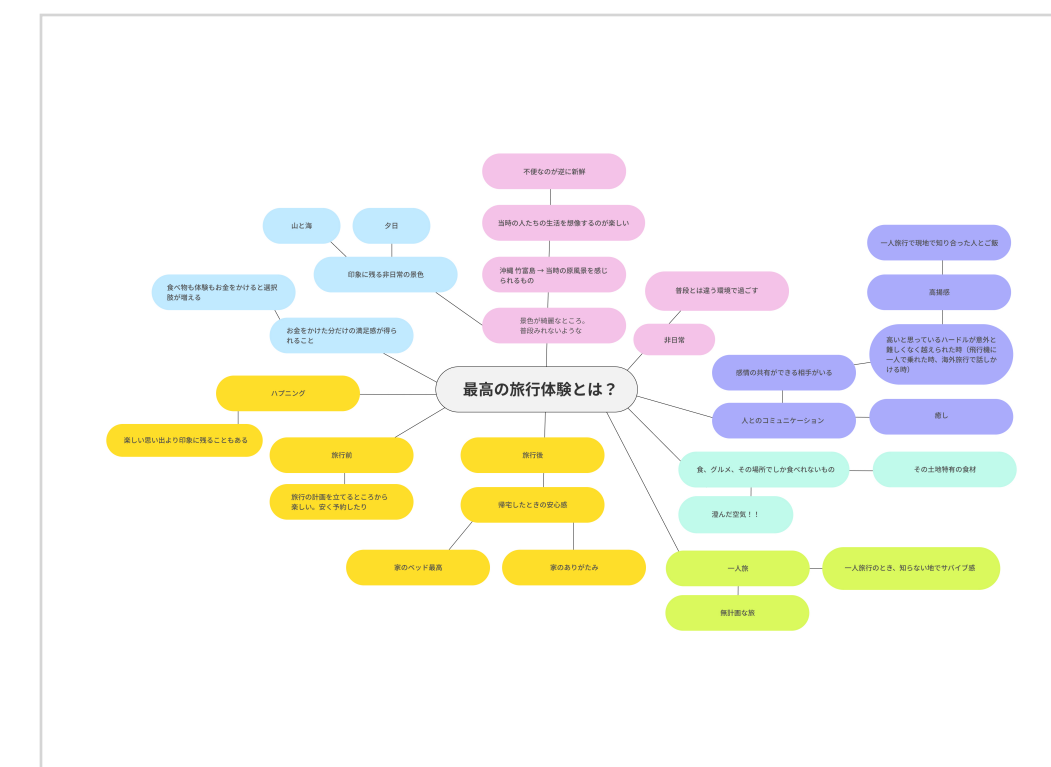 不便なのが逆に新鮮
当時の人たちの生活を想像するのが楽しい
山と海
夕日
一人旅行で現地で知り合った人とご飯
印象に残る非日常の景色
沖縄 竹富島 → 当時の原風景を感じ
られるもの
普段とは違う環境で過ごす
高揚感
食べ物も体験もお金をかけると選択
肢が増える
景色が綺麗なところ。
普段みれないような
お金をかけた分だけの満足感が得ら
れること
非日常
高いと思っているハードルが意外と
難しくなく越えられた時（飛行機に
一人で乗れた時、海外旅行で話しか
ける時）
感情の共有ができる相手がいる
最高の旅行体験とは？
ハプニング
人とのコミュニケーション
癒し
楽しい思い出より印象に残ることもある
旅行前
旅行後
食、グルメ、その場所でしか食べれないもの
その土地特有の食材
旅行の計画を立てるところから
楽しい。安く予約したり
帰宅したときの安心感
澄んだ空気！！
家のベッド最高
家のありがたみ
一人旅
一人旅行のとき、知らない地でサバイブ感
無計画な旅